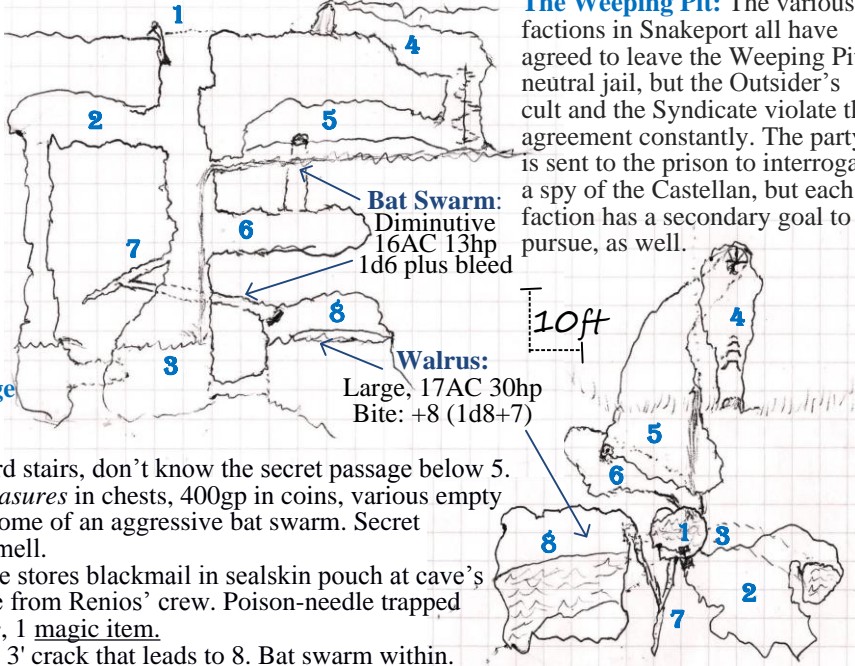 The Weeping Pit: The various
factions in Snakeport all have
agreed to leave the Weeping Pi
neutral jail, but the Outsider’s
cult and the Syndicate violate th
agreement constantly. The party
is sent to the prison to interroga
a spy of the Castellan, but each
faction has a secondary goal to
pursue, as well.
1
4
2
5
Bat Swarm:
Diminutive
16AC 13hp
1d6 plus bleed
6
7
8
3
10ft
4
Walrus:
Large, 17AC 30hp
Bite: +8 (1d8+7)
5
6
1
3
8
2
7
ge
rd stairs, don’t know the secret passage below 5.
asures in chests, 400gp in coins, various empty
ome of an aggressive bat swarm. Secret
mell.
e stores blackmail in sealskin pouch at cave’s
e from Renios’ crew. Poison-needle trapped
, 1 magic item.
3' crack that leads to 8. Bat swarm within.